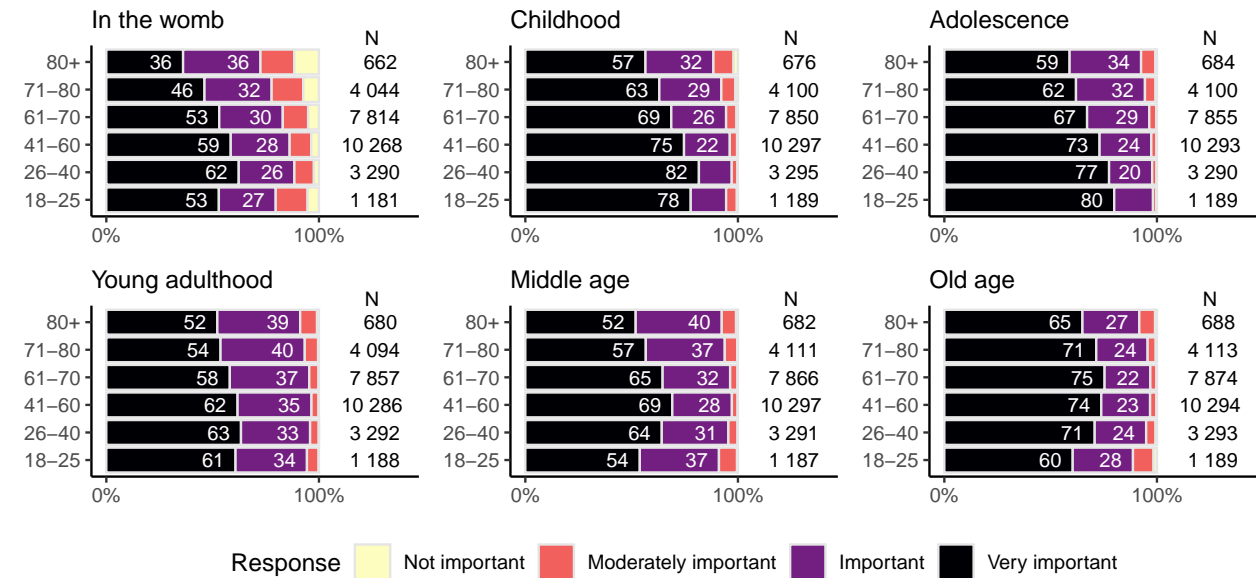 In the womb
N
80+ 36 36 662
71–80 46 32 4 044
61–70 53 30 7 814
41–60 59 28 10 268
26–40 62 26 3 290
18–25 53 27 1 181
0% 100%
Childhood
N
80+ 57 32 676
71–80 63 29 4 100
61–70 69 26 7 850
41–60 75 22 10 297
26–40 82 3 295
18–25 78 1 189
0% 100%
Adolescence
N
80+ 59 34 684
71–80 62 32 4 100
61–70 67 29 7 855
41–60 73 24 10 293
26–40 77 20 3 290
18–25 80 1 189
0% 100%
Young adulthood
N
80+ 52 39 680
71–80 54 40 4 094
61–70 58 37 7 857
41–60 62 35 10 286
26–40 63 33 3 292
18–25 61 34 1 188
0% 100%
Middle age
N
80+ 52 40 682
71–80 57 37 4 111
61–70 65 32 7 866
41–60 69 28 10 297
26–40 64 31 3 291
18–25 54 37 1 187
0% 100%
Old age
N
80+ 65 27 688
71–80 71 24 4 113
61–70 75 22 7 874
41–60 74 23 10 294
26–40 71 24 3 293
18–25 60 28 1 189
0% 100%
Response Not important Moderately important Important Very important